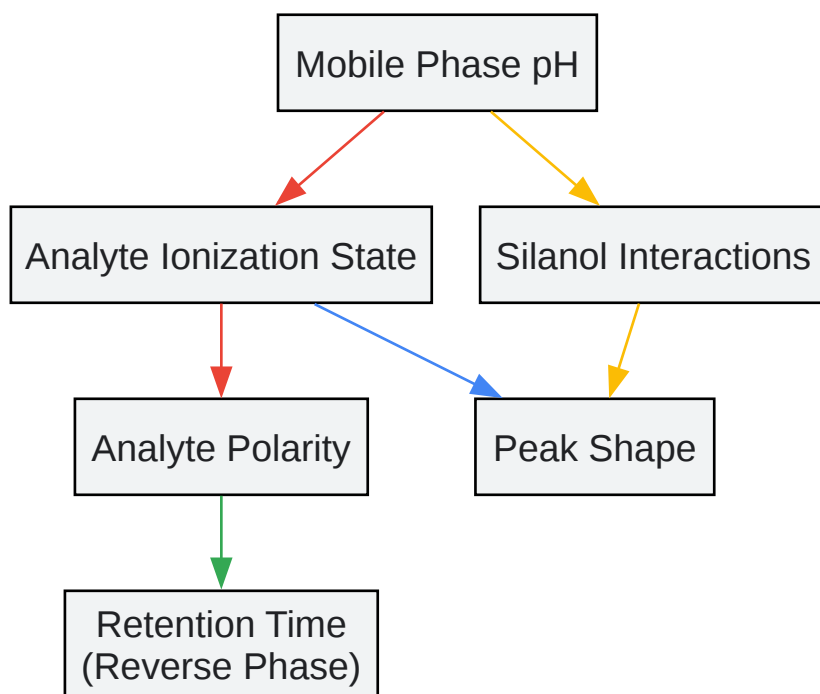 Mobile Phase pH
Analyte Ionization State
Silanol Interactions
Analyte Polarity
Peak Shape
Retention Time
(Reverse Phase)